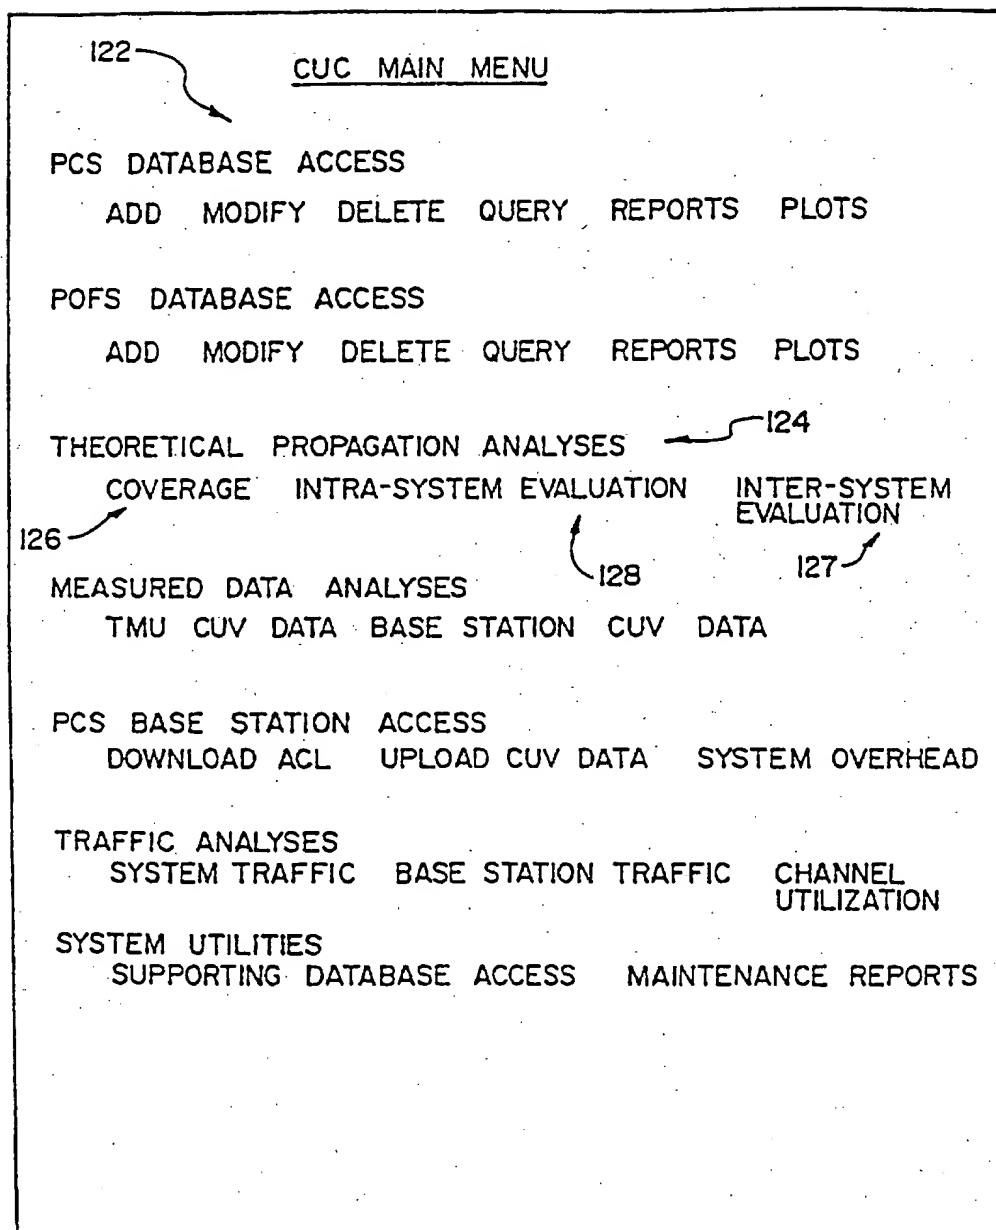 122
CUC MAIN MENU
PCS DATABASE ACCESS
ADD MODIFY DELETE QUERY REPORTS PLOTS
POFS DATABASE ACCESS
ADD MODIFY DELETE QUERY REPORTS PLOTS
124
THEORETICAL PROPAGATION ANALYSES
COVERAGE INTRA-SYSTEM EVALUATION INTER-SYSTEM
EVALUATION
126
128
127
MEASURED DATA ANALYSES
TMU CUV DATA BASE STATION CUV DATA
PCS BASE STATION ACCESS
DOWNLOAD ACL UPLOAD CUV DATA SYSTEM OVERHEAD
TRAFFIC ANALYSES
SYSTEM TRAFFIC BASE STATION TRAFFIC CHANNEL
UTILIZATION
SYSTEM UTILITIES
SUPPORTING DATABASE ACCESS MAINTENANCE REPORTS